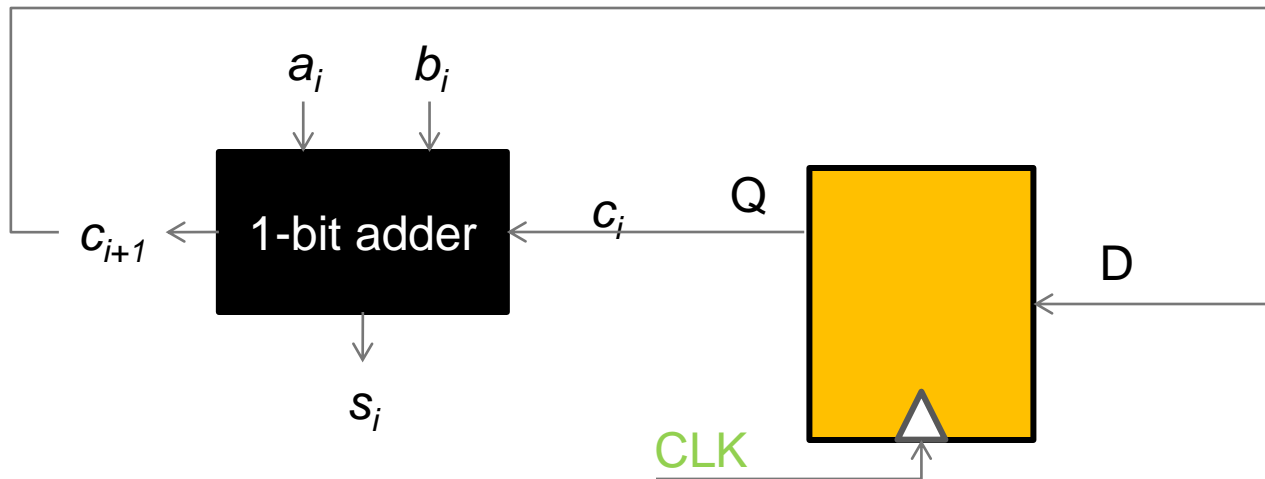 a_i b_i
Q
c_i
c_{i+1}
1-bit adder
D
s_i
CLK